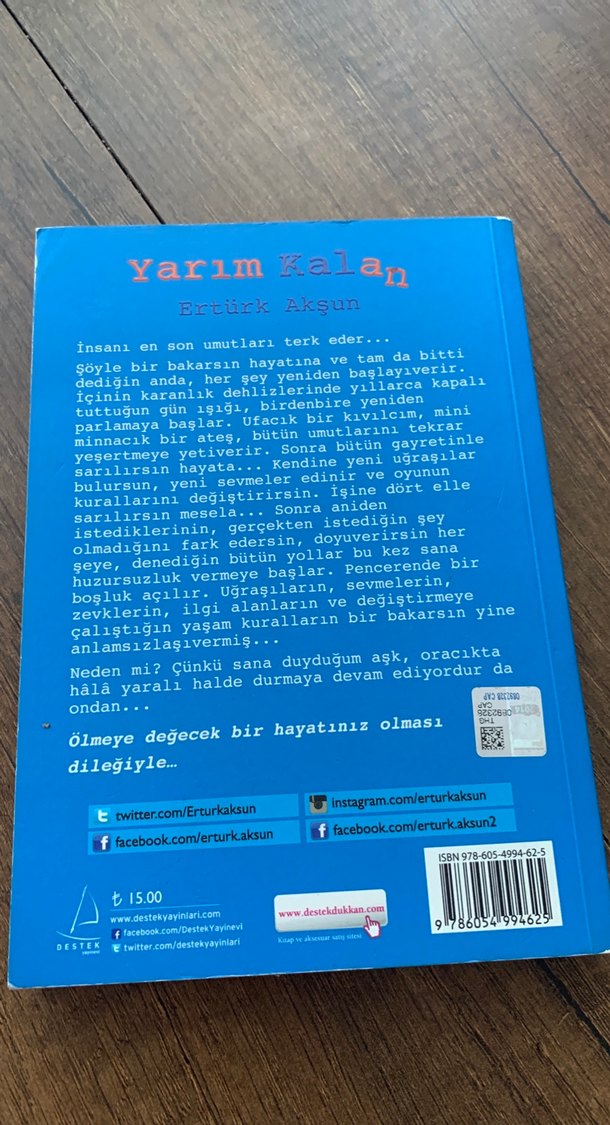 Yarım Kalan
Ertürk Akşun
İnsanı en son umutları terk eder...
Şöyle bir bakarsın hayatına ve tam da bitti
dediğin anda, her şey yeniden başlayıverir.
İçinin karanlık dehlizlerinde yıllarca kapalı
tuttuğun gün ışığı, birdenbire yeniden
parlamaya başlar. Ufacık bir kıvılcım, mini
minnacık bir ateş, bütün umutlarını tekrar
yeşertmeye yetiverir. Sonra bütün gayretinle
sarılırsın hayata... Kendine yeni uğraşılar
bulursun, yeni sevmeler edinir ve oyunun
kurallarını değiştirirsin. İşine dört elle
sarılırsın mesela... Sonra aniden
istediklerinin, gerçekten istediğin şey
olmadığını fark edersin, doyuverirsin her
şeye, denediğin bütün yollar bu kez sana
huzursuzluk vermeye başlar. Pencerende bir
boşluk açılır. Uğraşıların, sevmelerin,
zevklerin, ilgi alanların ve değiştirmeye
çalıştığın yaşam kuralların bir bakarsın yine
anlamsızlaşıvermiş...
Neden mi? Çünkü sana duyduğum aşk, oracıkta
hâlâ yaralı halde durmaya devam ediyordur da
ondan...
Ölmeye değecek bir hayatınız olması
dileğiyle…
twitter.com/Erturkaksun
instagram.com/erturkaksun
facebook.com/erturk.aksun
facebook.com/erturk.aksun2
ISBN 978-605-4994-62-5
9 786054 994625
₺ 15.00
www.destekyayinlari.com
facebook.com/DestekYayinevi
twitter.com/destekyayinlari
DESTEK
yayınevi
www.destekdukkan.com
Kitap ve aksesuar satış sitesi
THG
CAP
0892328 CAP